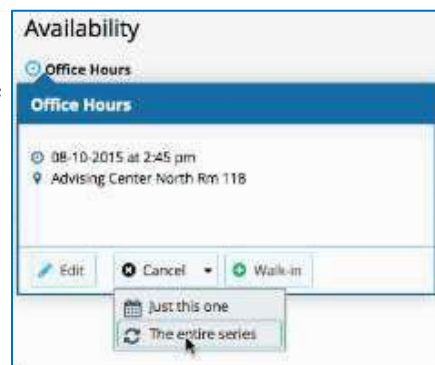 Availability
Office Hours
Office Hours
08-10-2015 at 2:45 pm
Advising Center North Rm 118
Edit Cancel Walk-in
Just this one
The entire series